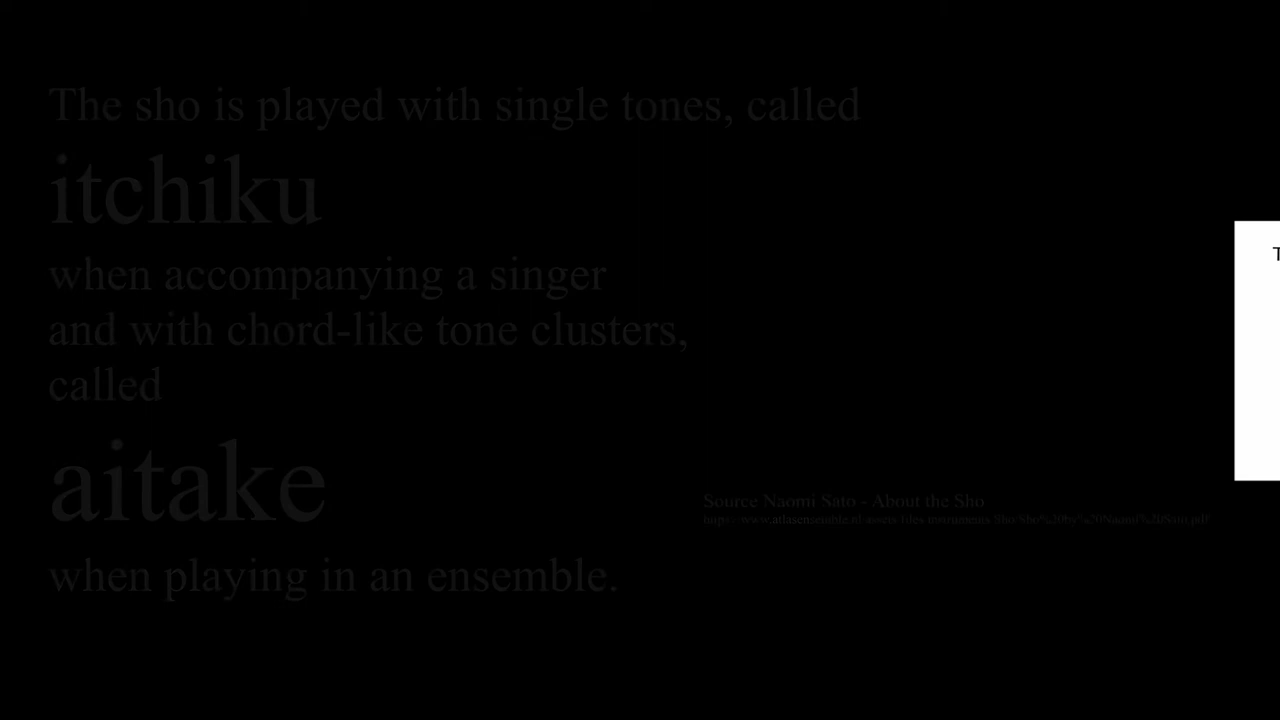 The sho is played with single tones, called
itchiku
when accompanying a singer
and with chord-like tone clusters,
called
aitake
when playing in an ensemble.
Source Naomi Sato - About the Sho
T